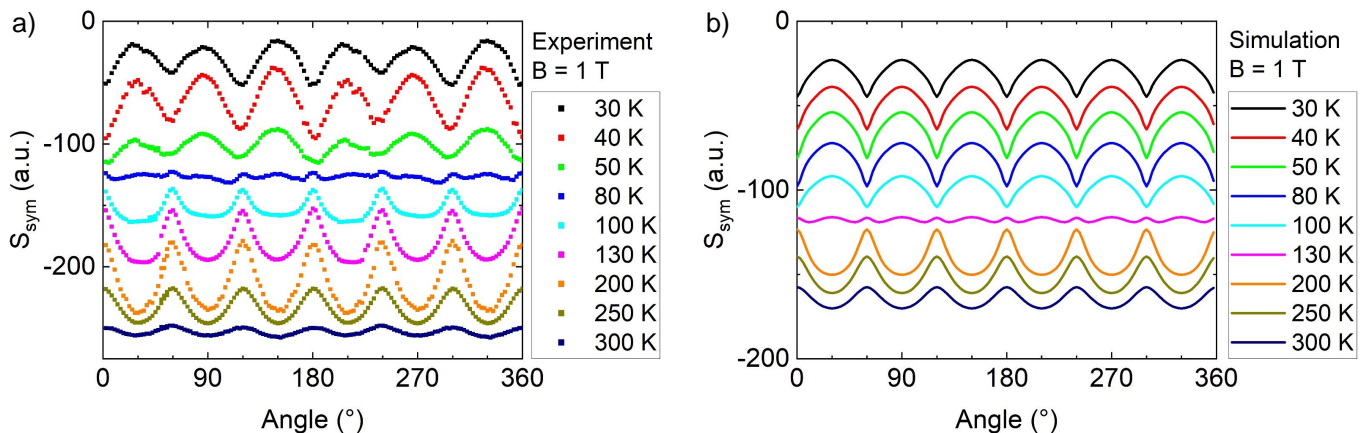 a)
0
-100
-200
S_sym (a.u.)
0 90 180 270 360
Angle (°)
Experiment
B = 1 T
30 K
40 K
50 K
80 K
100 K
130 K
200 K
250 K
300 K
b)
0
-100
-200
S_sym (a.u.)
0 90 180 270 360
Angle (°)
Simulation
B = 1 T
30 K
40 K
50 K
80 K
100 K
130 K
200 K
250 K
300 K